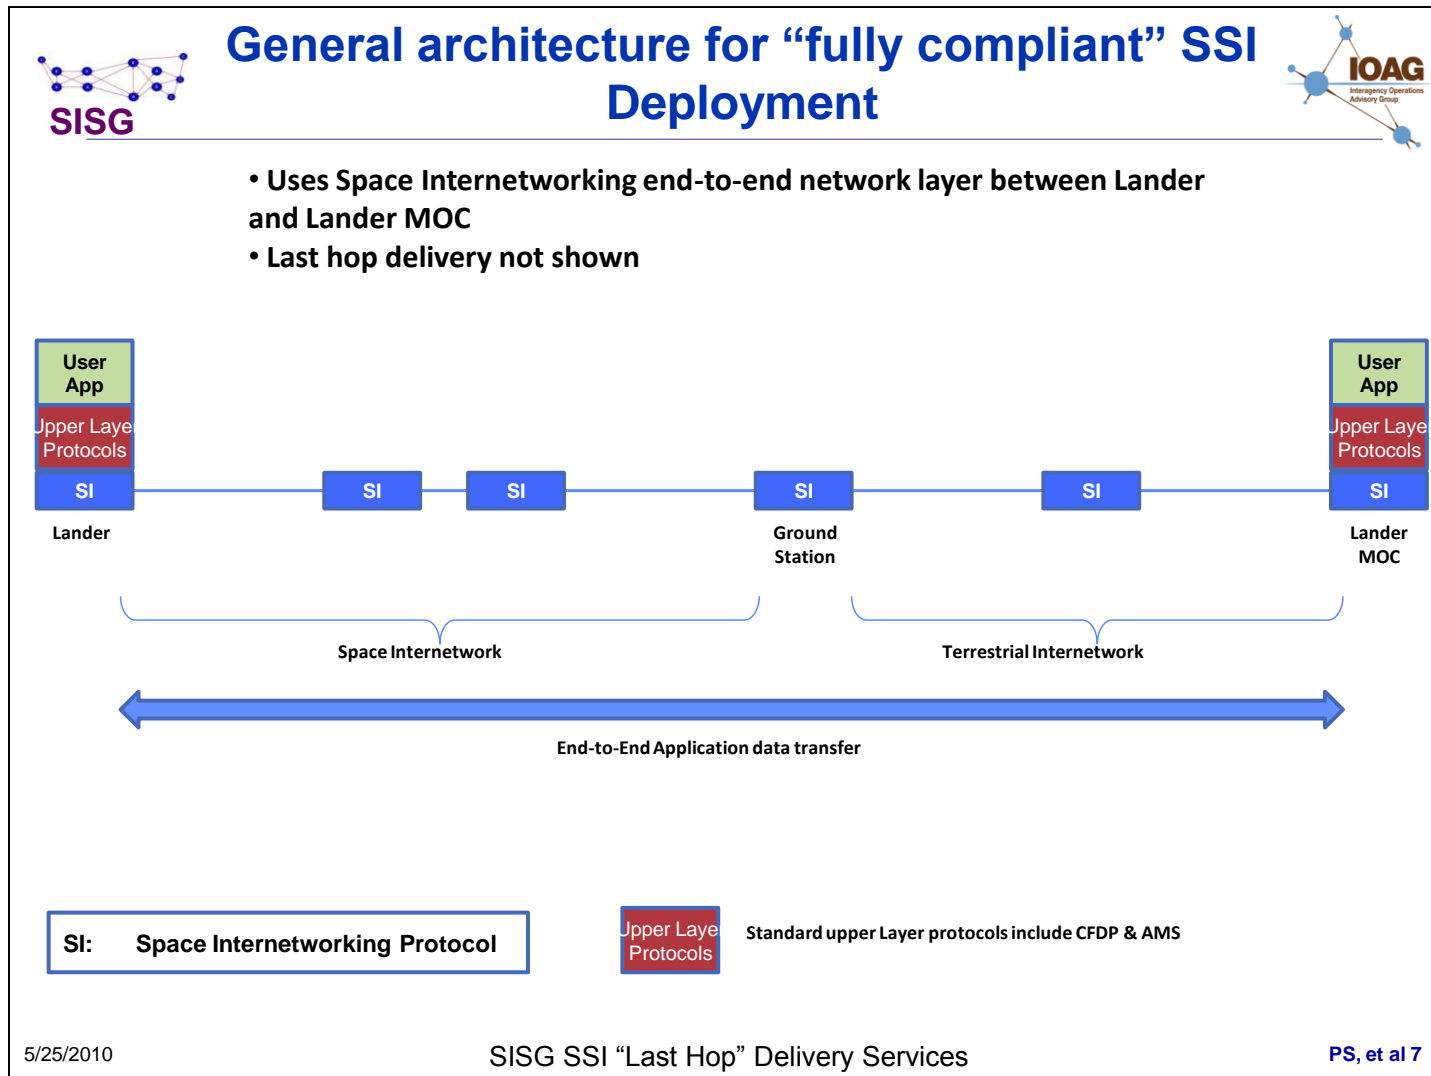 General architecture for “fully compliant” SSI
Deployment
SISG
IOAG
Interagency Operations
Advisory Group
• Uses Space Internetworking end-to-end network layer between Lander
and Lander MOC
• Last hop delivery not shown
User
App
Upper Layer
Protocols
SI
Lander
SI
SI
SI
Ground
Station
SI
User
App
Upper Layer
Protocols
SI
Lander
MOC
Space Internetwork
Terrestrial Internetwork
End-to-End Application data transfer
SI: Space Internetworking Protocol
Upper Layer
Protocols
Standard upper Layer protocols include CFDP & AMS
5/25/2010
SISG SSI “Last Hop” Delivery Services
PS, et al 7